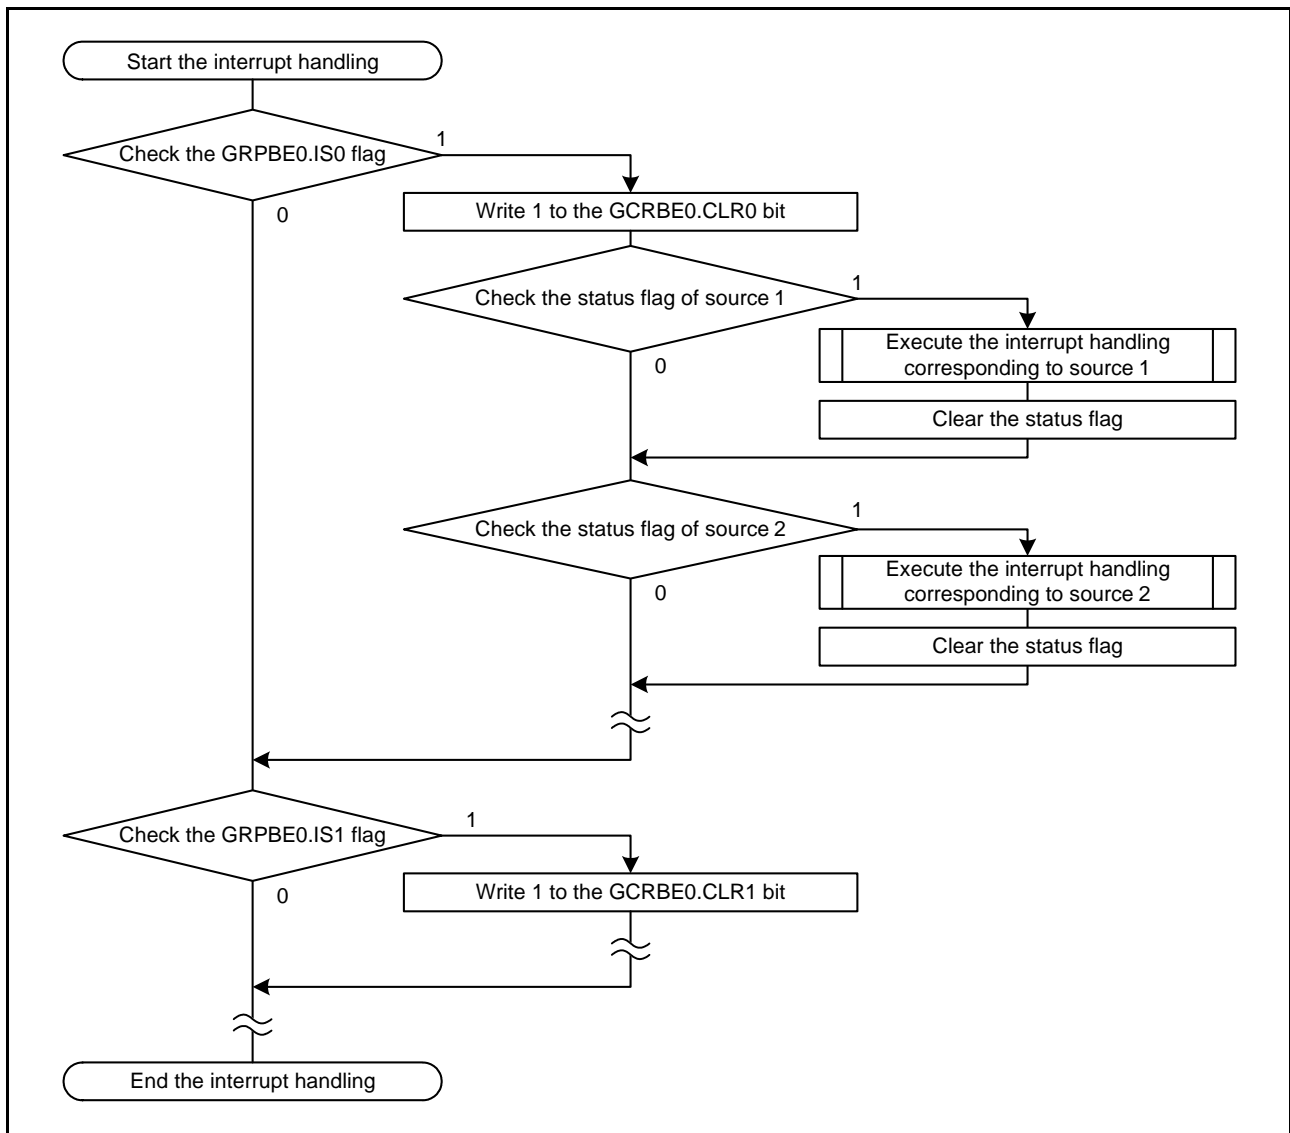 Start the interrupt handling
Check the GRPBE0.IS0 flag
1
0
Write 1 to the GCRBE0.CLR0 bit
Check the status flag of source 1
1
0
Execute the interrupt handling
corresponding to source 1
Clear the status flag
Check the status flag of source 2
1
0
Execute the interrupt handling
corresponding to source 2
Clear the status flag
Check the GRPBE0.IS1 flag
1
0
Write 1 to the GCRBE0.CLR1 bit
End the interrupt handling